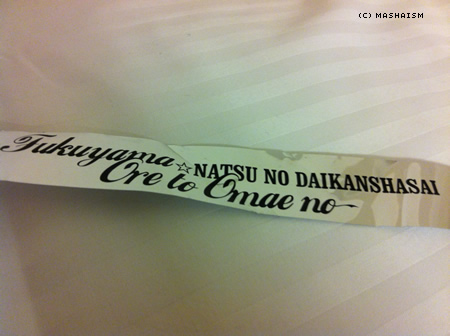 (C) MASHAISM
Fukuyama☆NATSU NO DAIKANSHASAI
Ore to Omae no